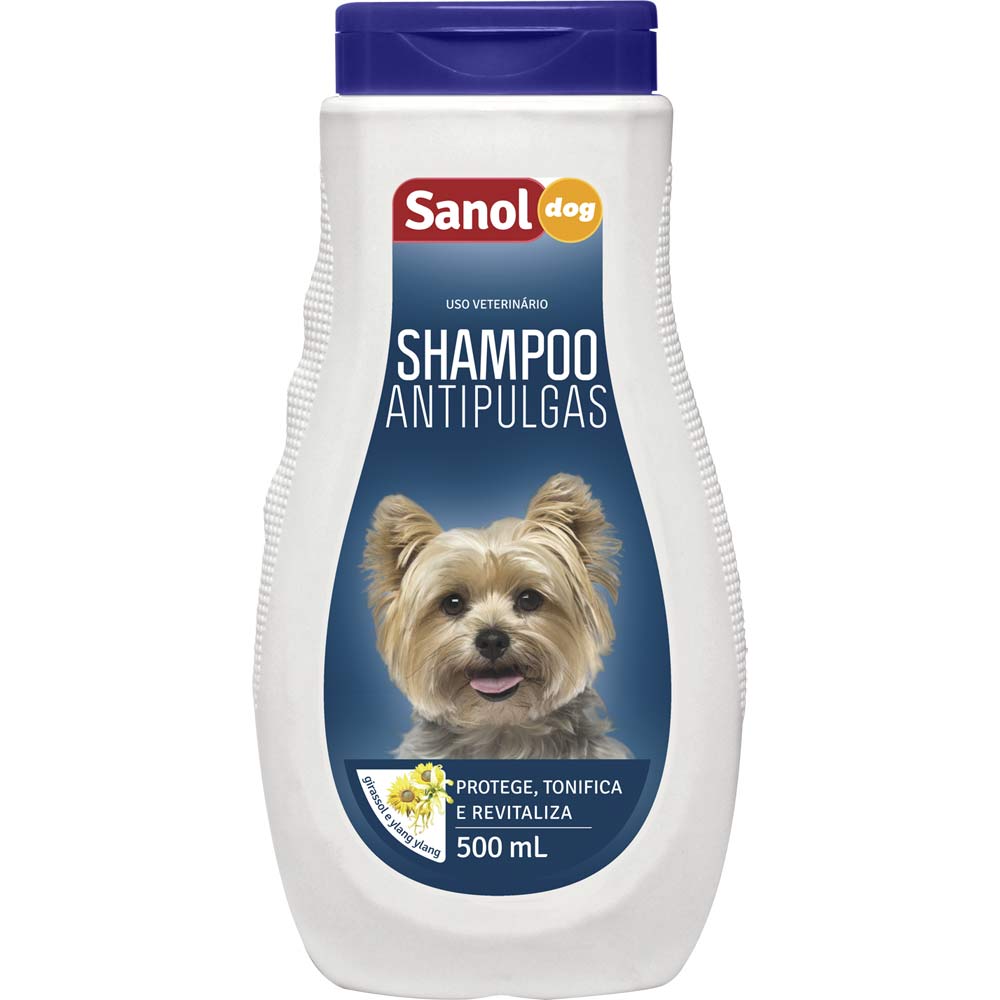 Sanol dog
USO VETERINÁRIO
SHAMPOO
ANTIPULGAS
girassol e ylang ylang
PROTEGE, TONIFICA
E REVITALIZA
500 mL